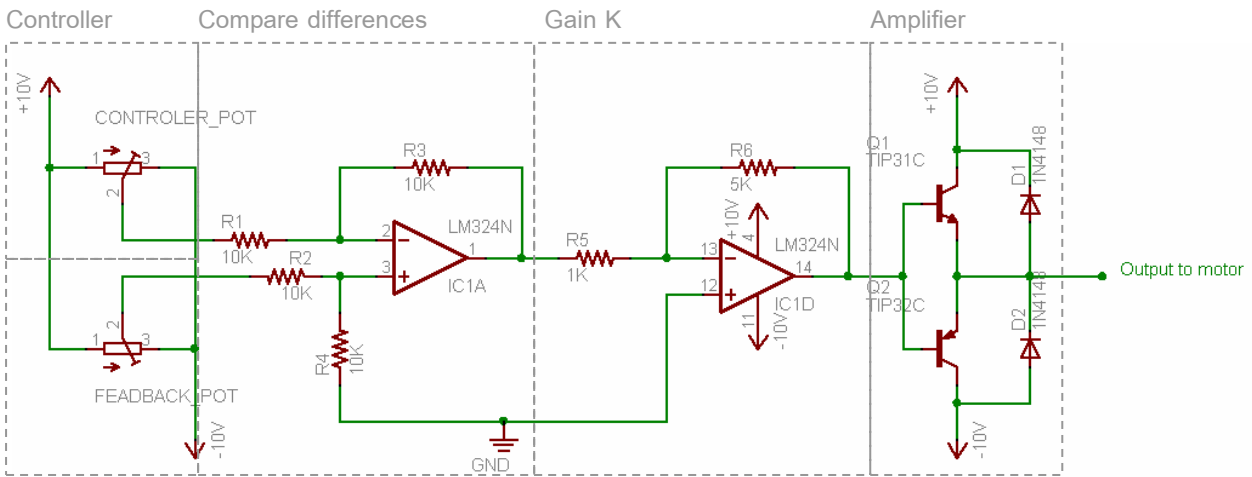 Controller
Compare differences
Gain K
Amplifier
+10V
CONTROLER_POT
1
3
2
2
1
3
FEADBACK_POT
-10V
R1
10K
R2
10K
R3
10K
R4
10K
2
3
1
LM324N
IC1A
GND
R5
1K
R6
5K
+10V
4
13
12
14
11
-10V
LM324N
IC1D
+10V
Q1
TIP31C
Q2
TIP32C
D1
1N4148
D2
1N4148
-10V
Output to motor